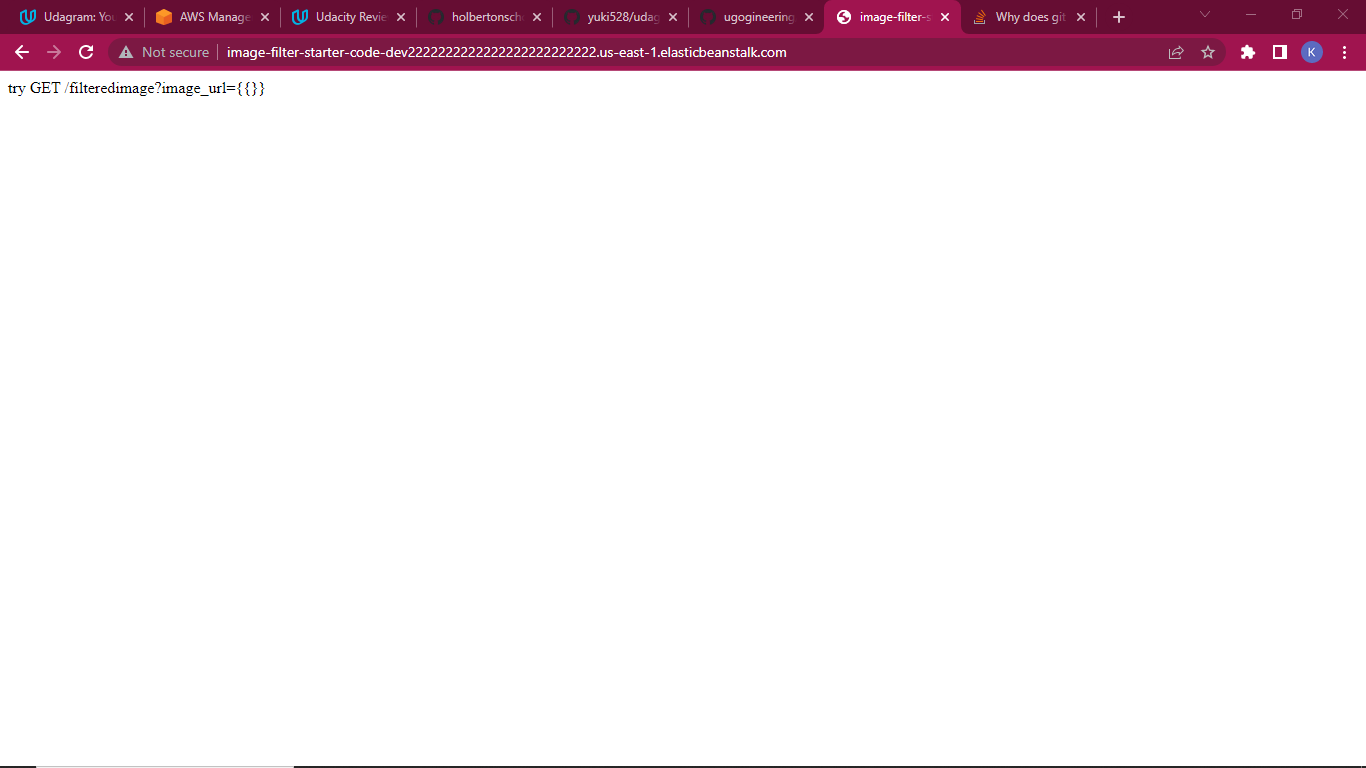 Udagram: You
AWS Manage
Udacity Revie
holbertonsch
yuki528/udag
ugogineering
image-filter-s
Why does git
Not secure
image-filter-starter-code-dev2222222222222222222222222.us-east-1.elasticbeanstalk.com
K
try GET /filteredimage?image_url={{}}